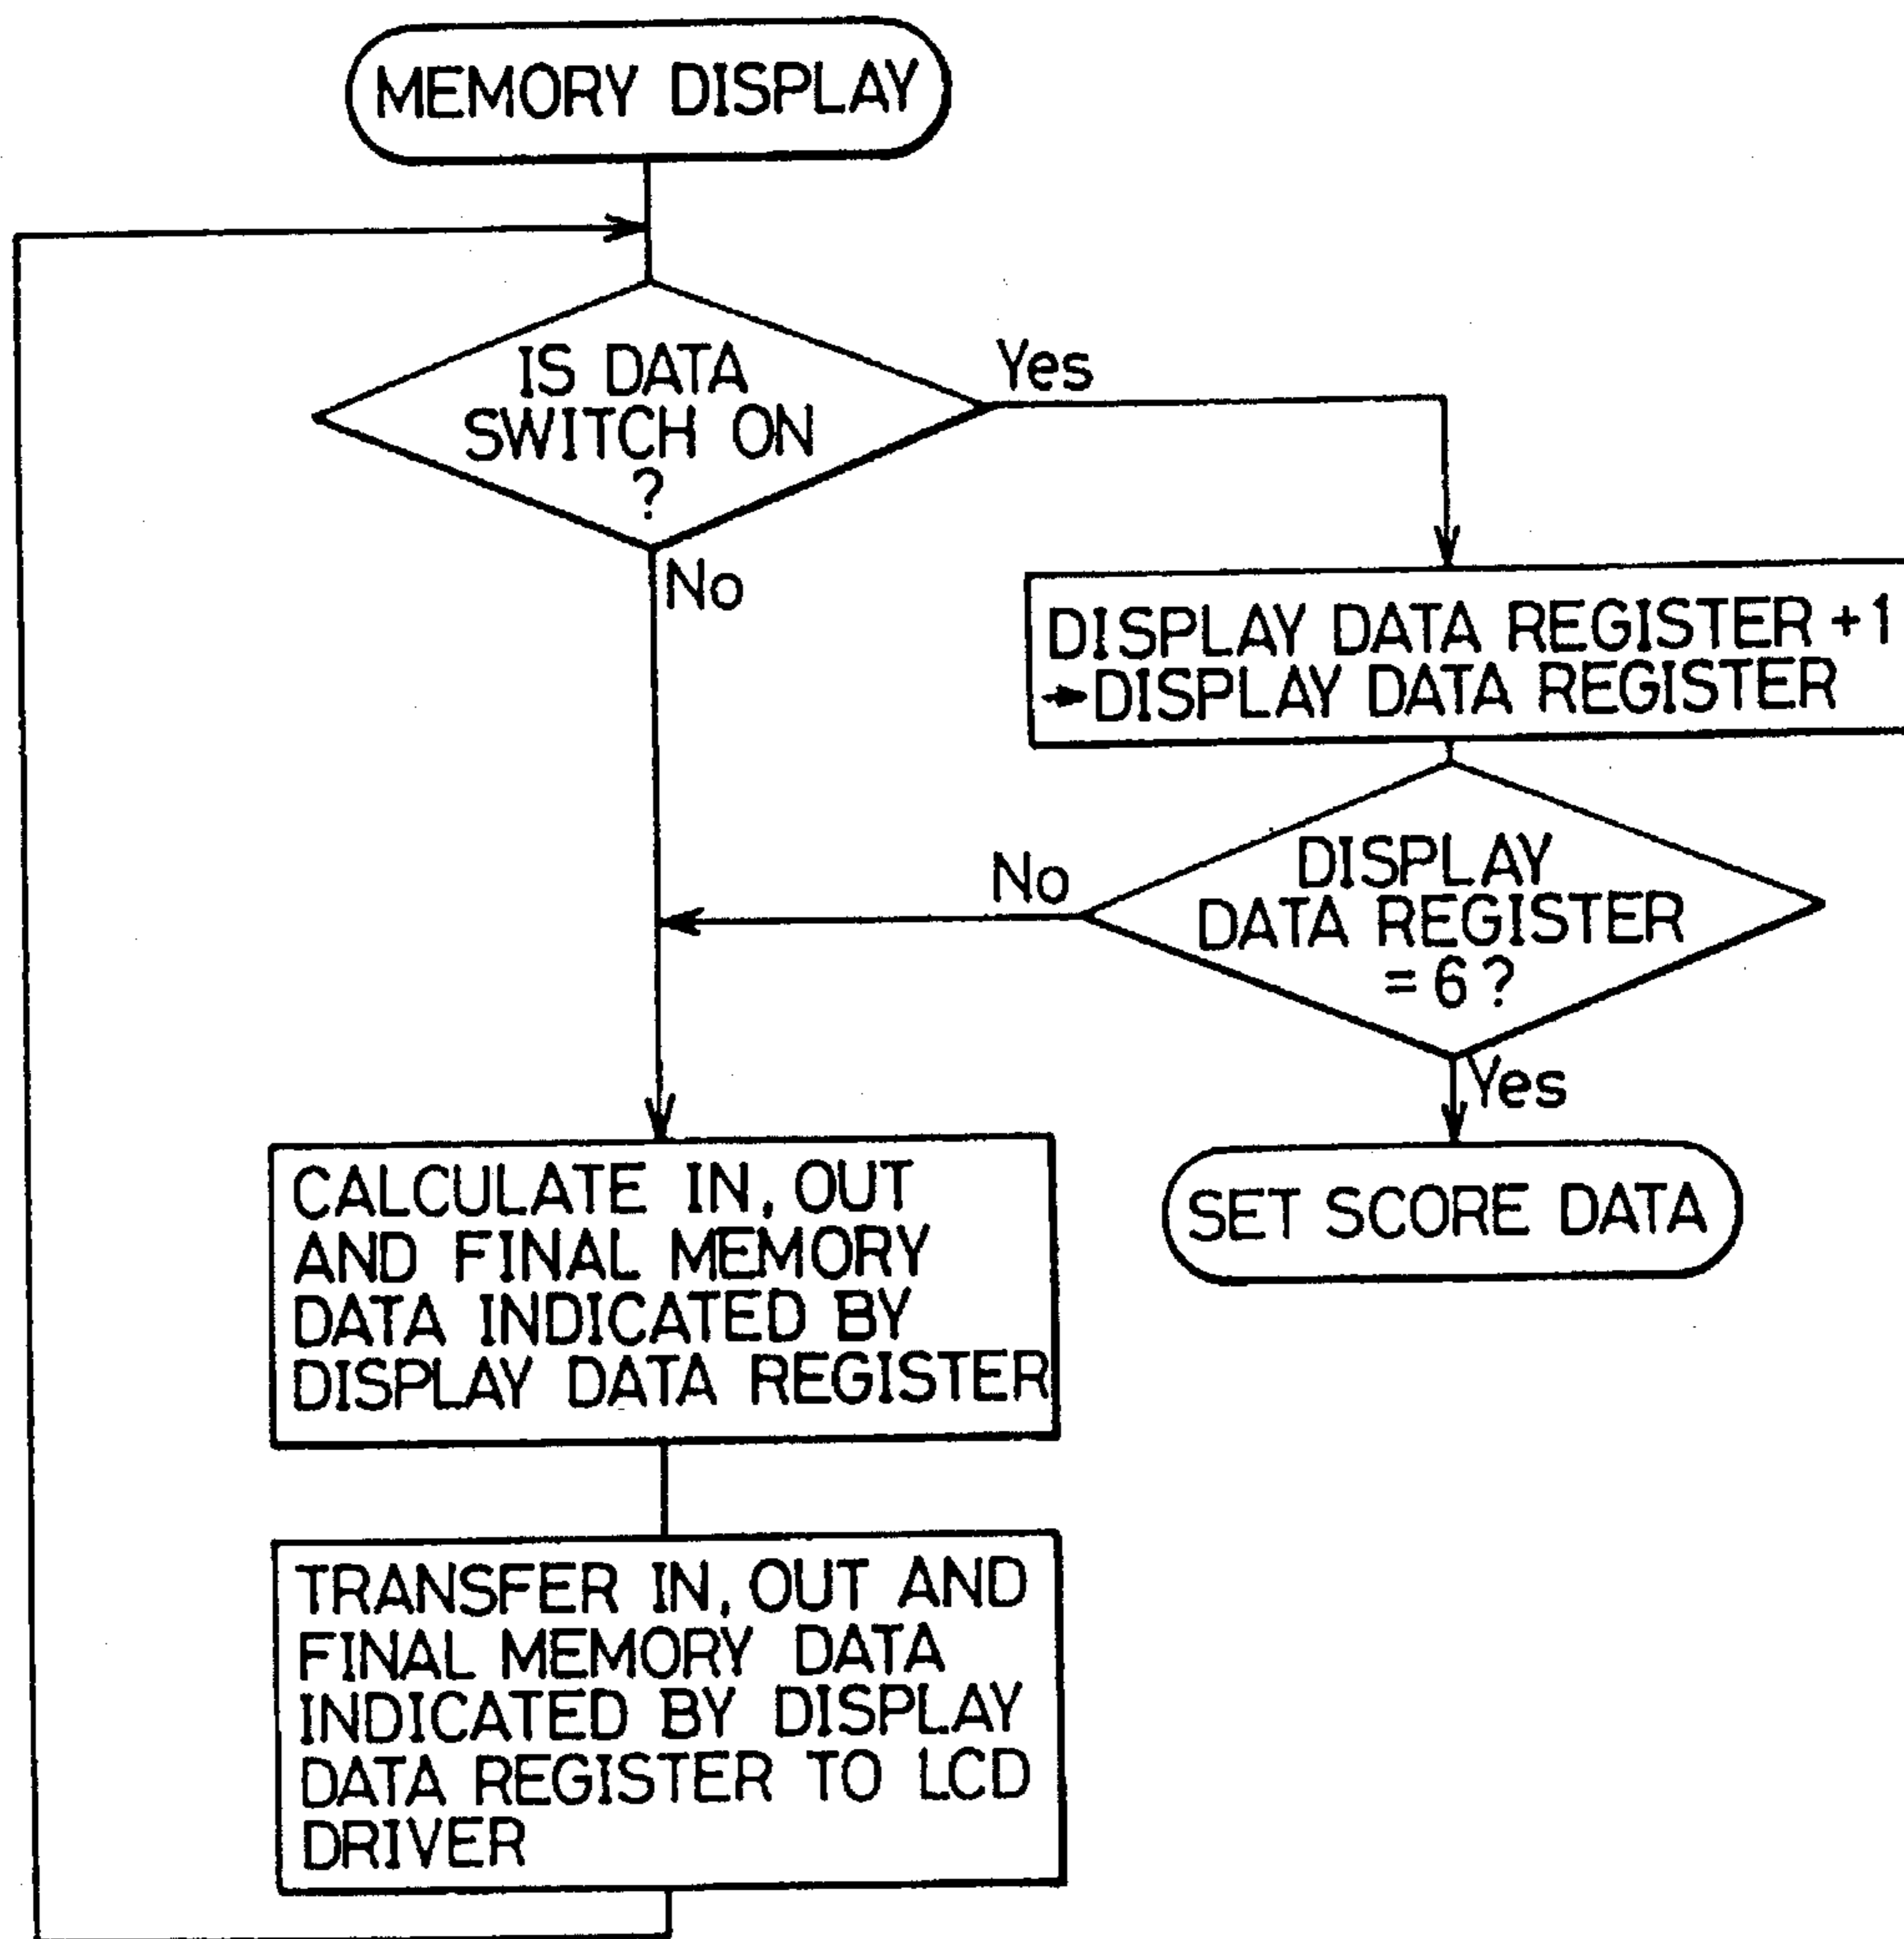 MEMORY DISPLAY
IS DATA
SWITCH ON
?
Yes
No
DISPLAY DATA REGISTER +1
→DISPLAY DATA REGISTER
DISPLAY
DATA REGISTER
= 6 ?
No
Yes
SET SCORE DATA
CALCULATE IN, OUT
AND FINAL MEMORY
DATA INDICATED BY
DISPLAY DATA REGISTER
TRANSFER IN, OUT AND
FINAL MEMORY DATA
INDICATED BY DISPLAY
DATA REGISTER TO LCD
DRIVER